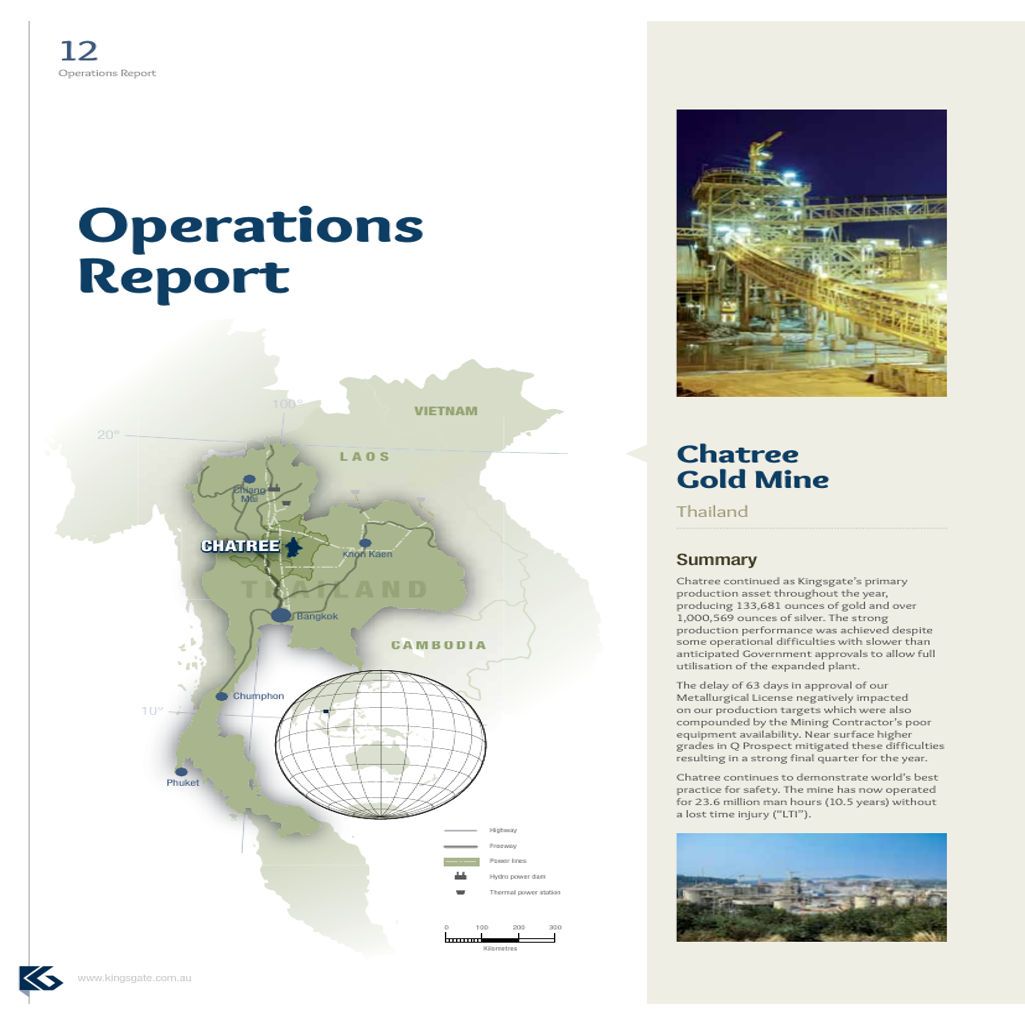 12
Operations Report
Operations
Report
100°
VIETNAM
20°
LAOS
Chiang
Mai
CHATREE
Khon Kaen
THAILAND
Bangkok
CAMBODIA
Chumphon
10°
Phuket
Highway
Freeway
Power lines
Hydro power dam
Thermal power station
0 100 200 300
Kilometres
www.kingsgate.com.au
Chatree
Gold Mine
Thailand
Summary
Chatree continued as Kingsgate's primary
production asset throughout the year,
producing 133,681 ounces of gold and over
1,000,569 ounces of silver. The strong
production performance was achieved despite
some operational difficulties with slower than
anticipated Government approvals to allow full
utilisation of the expanded plant.
The delay of 63 days in approval of our
Metallurgical License negatively impacted
on our production targets which were also
compounded by the Mining Contractor's poor
equipment availability. Near surface higher
grades in Q Prospect mitigated these difficulties
resulting in a strong final quarter for the year.
Chatree continues to demonstrate world's best
practice for safety. The mine has now operated
for 23.6 million man hours (10.5 years) without
a lost time injury ("LTI").